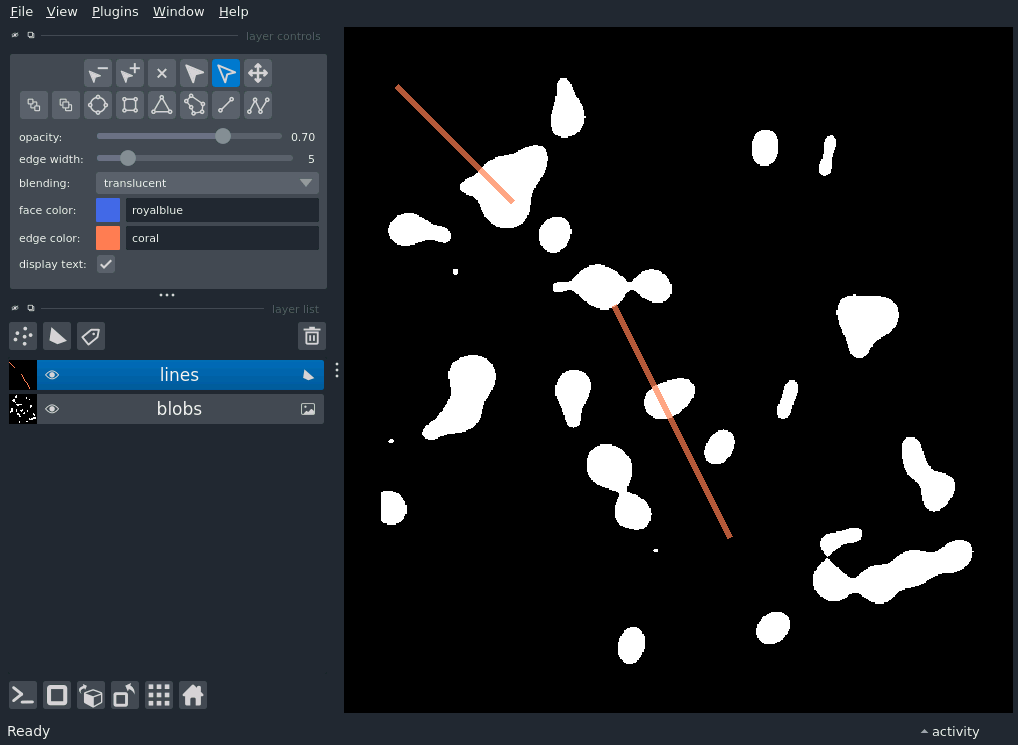 File View Plugins Window Help
layer controls
opacity: 0.70
edge width: 5
blending: translucent
face color: royalblue
edge color: coral
display text:
layer list
lines
blobs
Ready activity